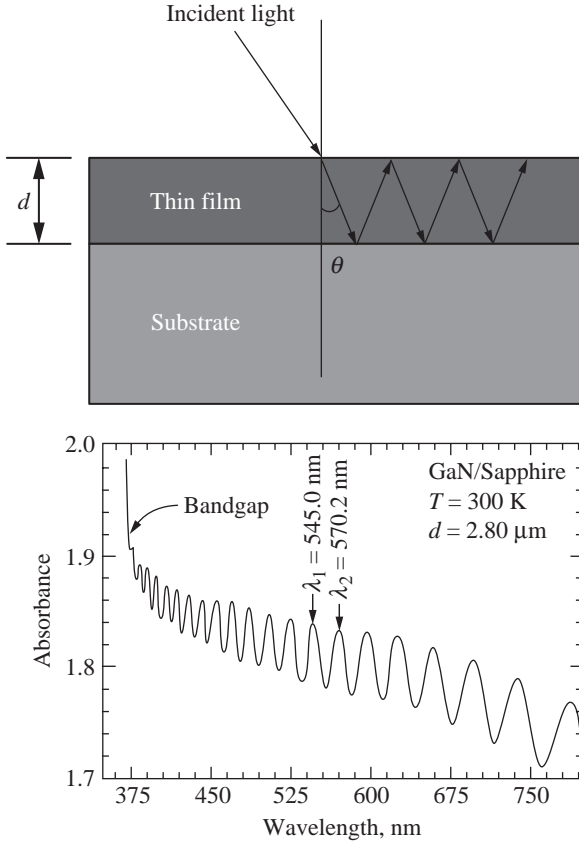 Incident light
d
Thin film
θ
Substrate
2.0
1.9
1.8
1.7
Absorbance
Bandgap
λ1 = 545.0 nm
λ2 = 570.2 nm
GaN/Sapphire
T = 300 K
d = 2.80 μm
375 450 525 600 675 750
Wavelength, nm